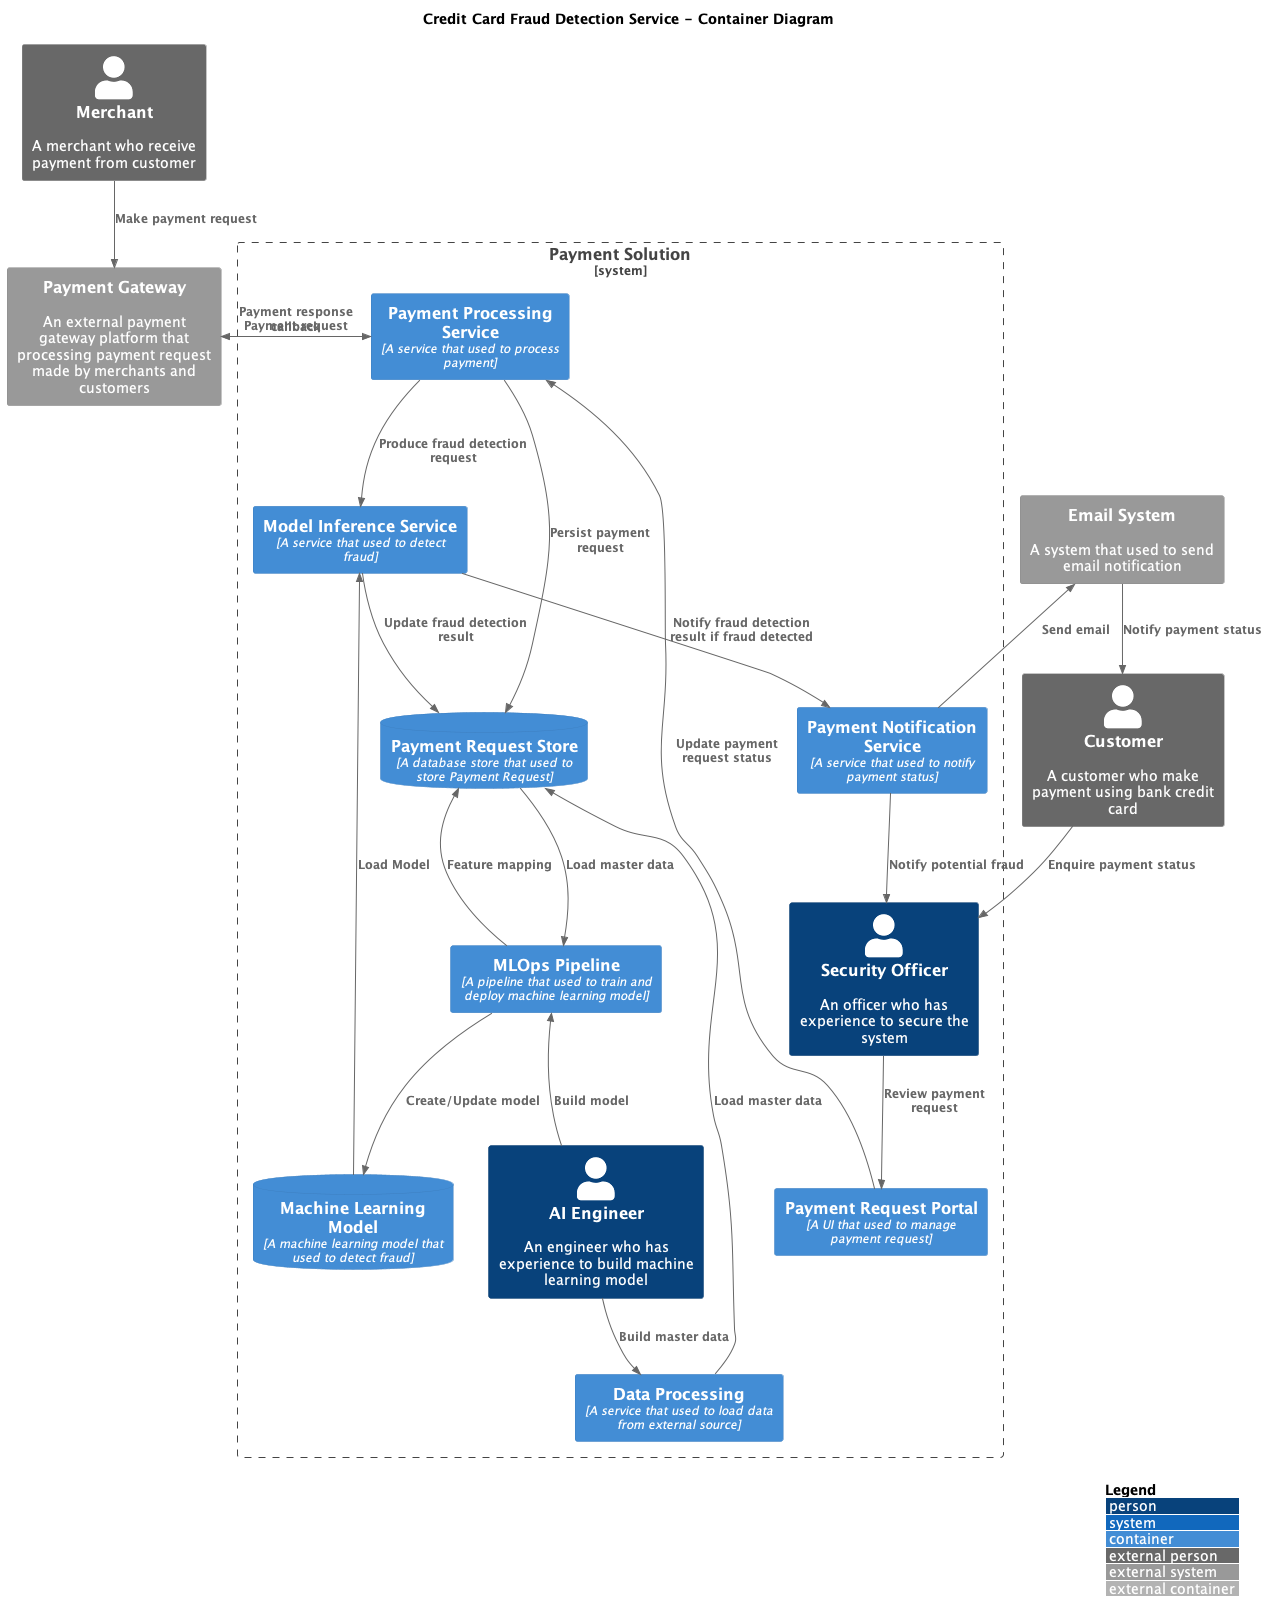 Credit Card Fraud Detection Service - Container Diagram
Merchant
A merchant who receive
payment from customer
Make payment request
Payment Solution
[system]
Payment Gateway
An external payment
gateway platform that
processing payment request
made by merchants and
customers
Payment response
callback
Payment request
Payment Processing
Service
[A service that used to process
payment]
Produce fraud detection
request
Persist payment
request
Model Inference Service
[A service that used to detect
fraud]
Email System
A system that used to send
email notification
Update fraud detection
result
Notify fraud detection
result if fraud detected
Send email
Notify payment status
Payment Request Store
[A database store that used to
store Payment Request]
Update payment
request status
Payment Notification
Service
[A service that used to notify
payment status]
Customer
A customer who make
payment using bank credit
card
Load Model
Feature mapping
Load master data
Notify potential fraud
Enquire payment status
MLOps Pipeline
[A pipeline that used to train and
deploy machine learning model]
Security Officer
An officer who has
experience to secure the
system
Create/Update model
Build model
Load master data
Review payment
request
Machine Learning
Model
[A machine learning model that
used to detect fraud]
AI Engineer
An engineer who has
experience to build machine
learning model
Payment Request Portal
[A UI that used to manage
payment request]
Build master data
Data Processing
[A service that used to load data
from external source]
Legend
person
system
container
external person
external system
external container